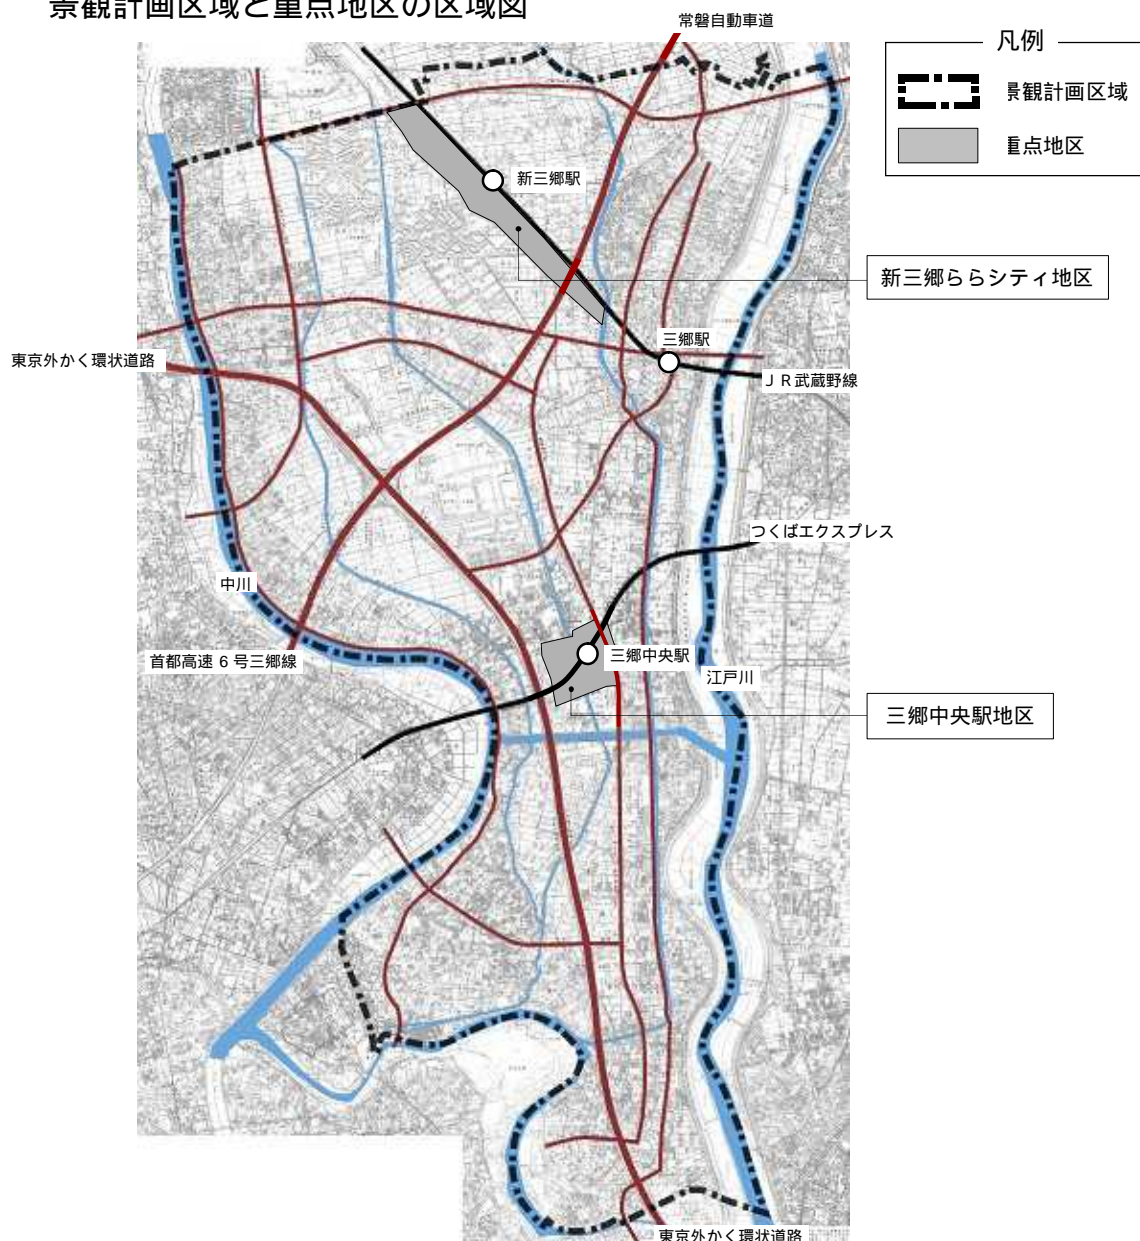 景観計画区域と重点地区の区域図
常磐自動車道
凡例
景観計画区域
重点地区
新三郷駅
新三郷ららシティ地区
三郷駅
東京外かく環状道路
ＪＲ武蔵野線
つくばエクスプレス
中川
首都高速 6 号三郷線
三郷中央駅
江戸川
三郷中央駅地区
東京外かく環状道路